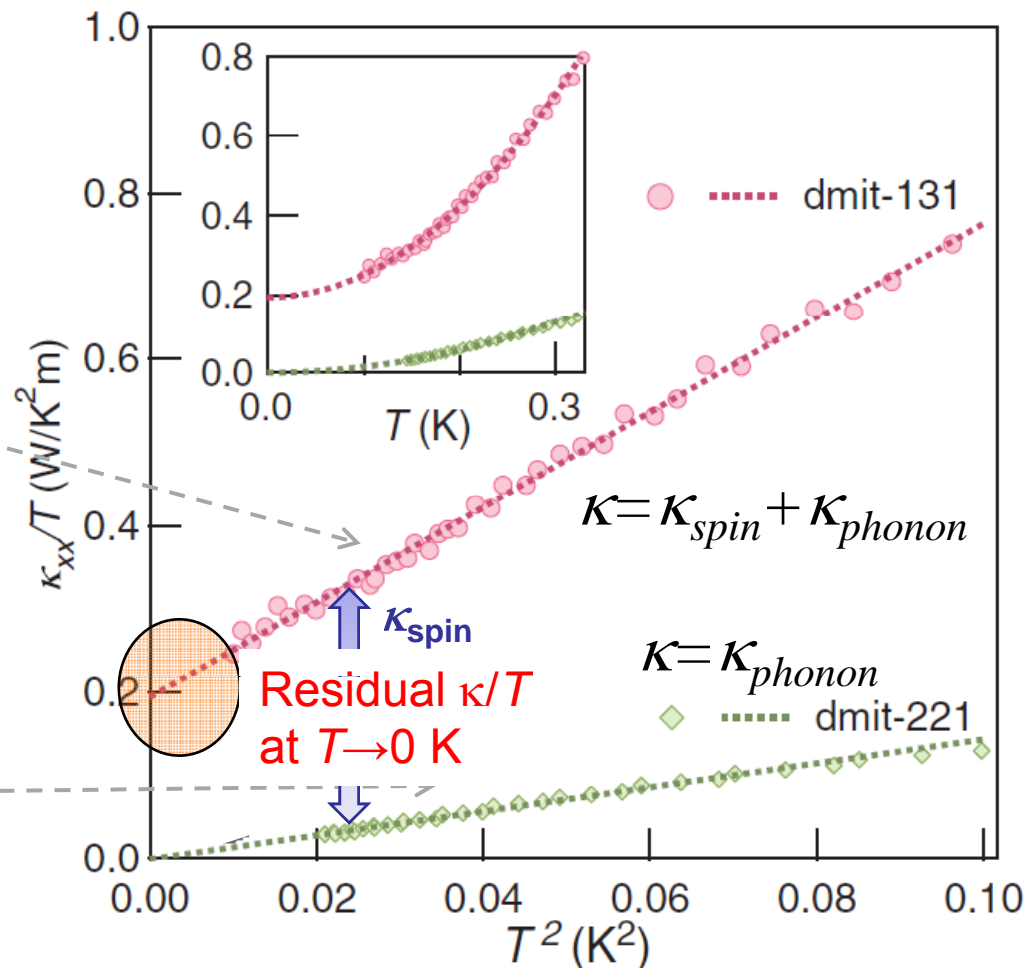 1.0
0.8
0.6
0.4
0.2
0.0
κxx/T (W/K²m)
0.00
0.02
0.04
0.06
0.08
0.10
T² (K²)
0.8
0.6
0.4
0.2
0.0
0.0
0.3
T (K)
dmit-131
κ=κspin+κphonon
κspin
Residual κ/T
at T→0 K
κ=κphonon
dmit-221